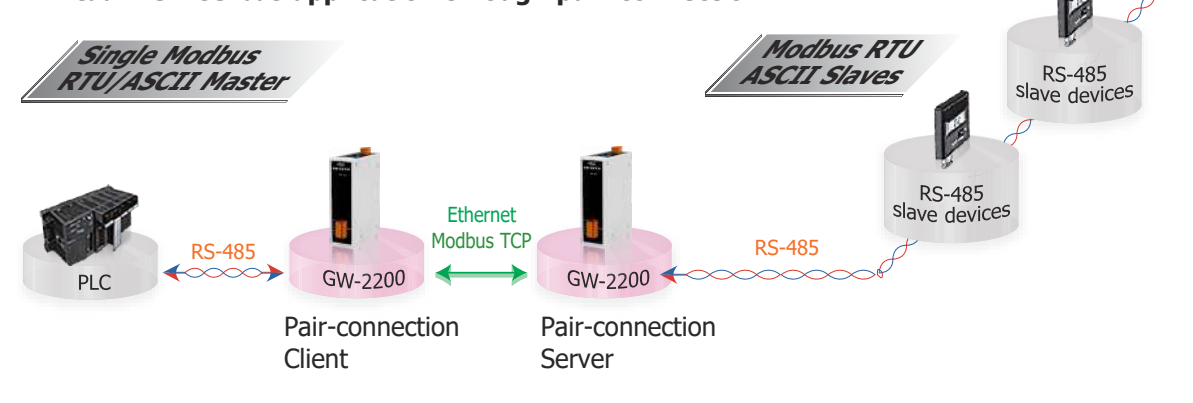 Single Modbus
RTU/ASCII Master
Modbus RTU
ASCII Slaves
RS-485
slave devices
RS-485
slave devices
Ethernet
Modbus TCP
RS-485
RS-485
PLC
GW-2200
GW-2200
Pair-connection
Client
Pair-connection
Server